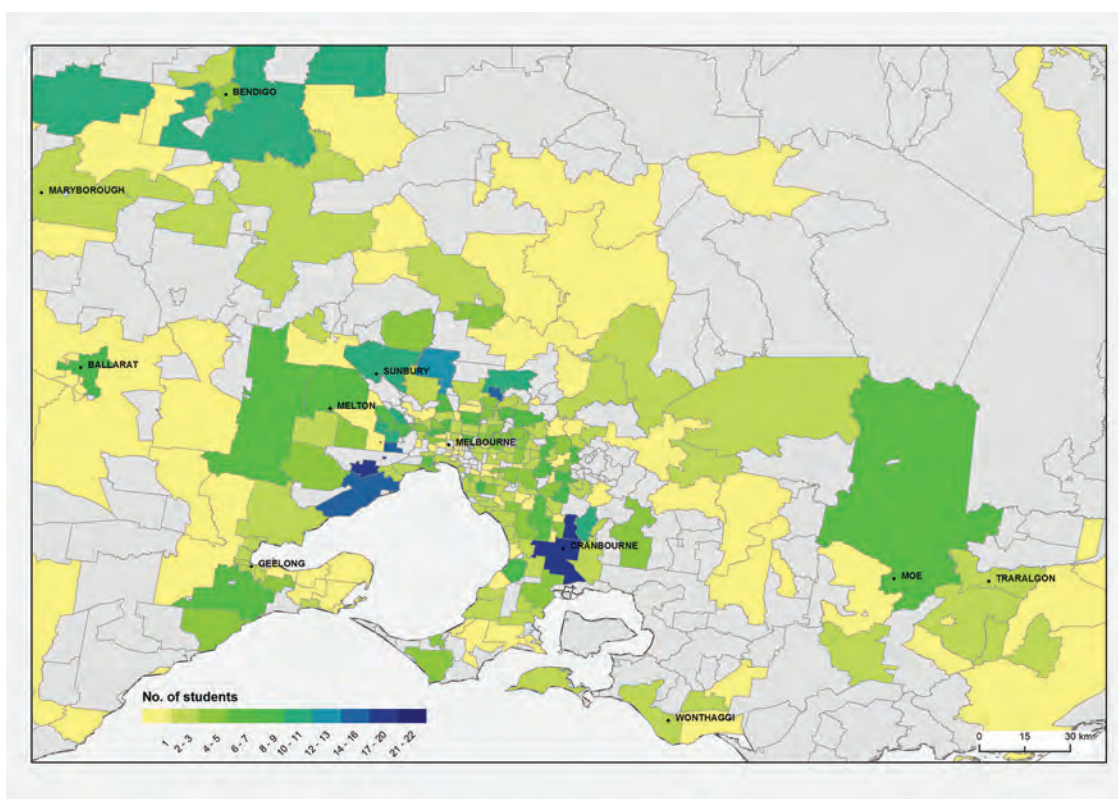 BENDIGO
MARYBOROUGH
BALLARAT
SUNBURY
MELTON
MELBOURNE
CRANBOURNE
GEELONG
MOE
TRARALGON
WONTHAGGI
No. of students
1
2 - 3
4 - 5
6 - 7
8 - 9
10 - 11
12 - 13
14 - 16
17 - 20
21 - 22
0 15 30 km